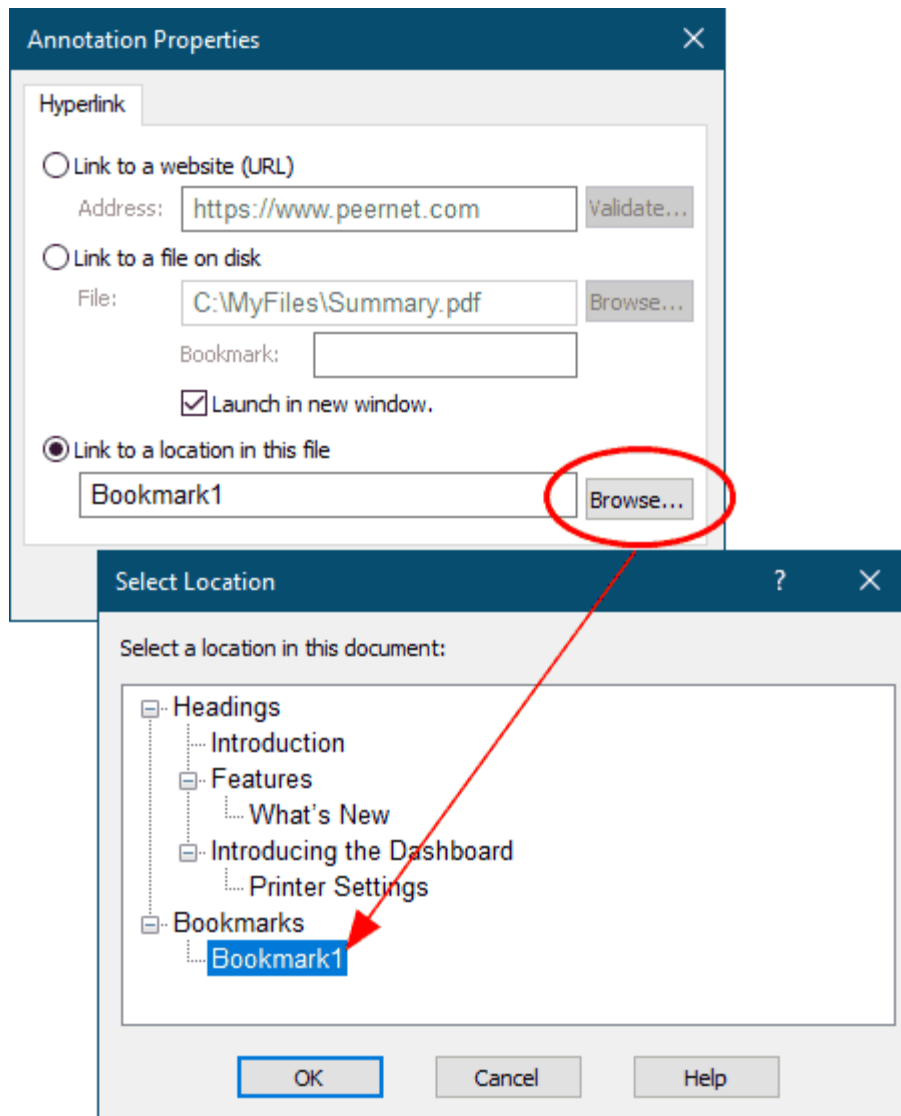 Annotation Properties
Hyperlink
Link to a website (URL)
Address: https://www.peernet.com Validate...
Link to a file on disk
File: C:\MyFiles\Summary.pdf Browse...
Bookmark:
Launch in new window.
Link to a location in this file
Bookmark1 Browse...
Select Location ?
Select a location in this document:
Headings
Introduction
Features
What's New
Introducing the Dashboard
Printer Settings
Bookmarks
Bookmark1
OK Cancel Help